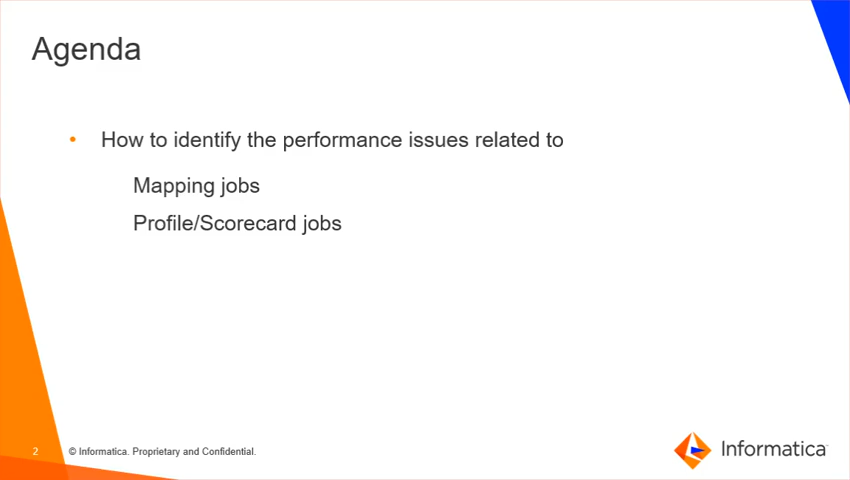 Agenda
• How to identify the performance issues related to
Mapping jobs
Profile/Scorecard jobs
2 © Informatica. Proprietary and Confidential.
Informatica